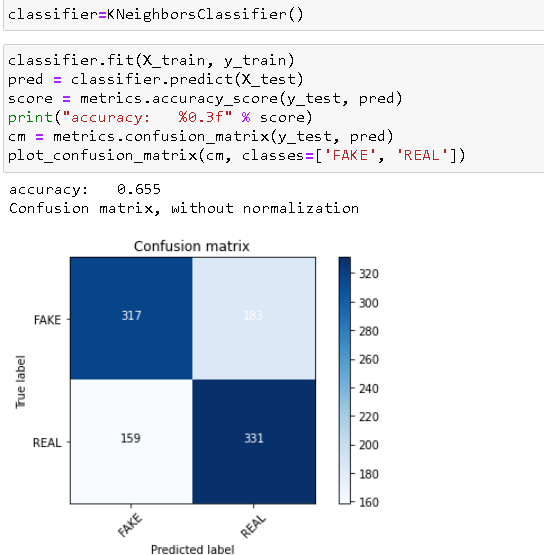 classifier=KNeighborsClassifier()
classifier.fit(X_train, y_train)
pred = classifier.predict(X_test)
score = metrics.accuracy_score(y_test, pred)
print("accuracy:   %0.3f" % score)
cm = metrics.confusion_matrix(y_test, pred)
plot_confusion_matrix(cm, classes=['FAKE', 'REAL'])
accuracy:   0.655
Confusion matrix, without normalization
Confusion matrix
True label
FAKE
317
183
REAL
159
331
FAKE
REAL
Predicted label
320
300
280
260
240
220
200
180
160